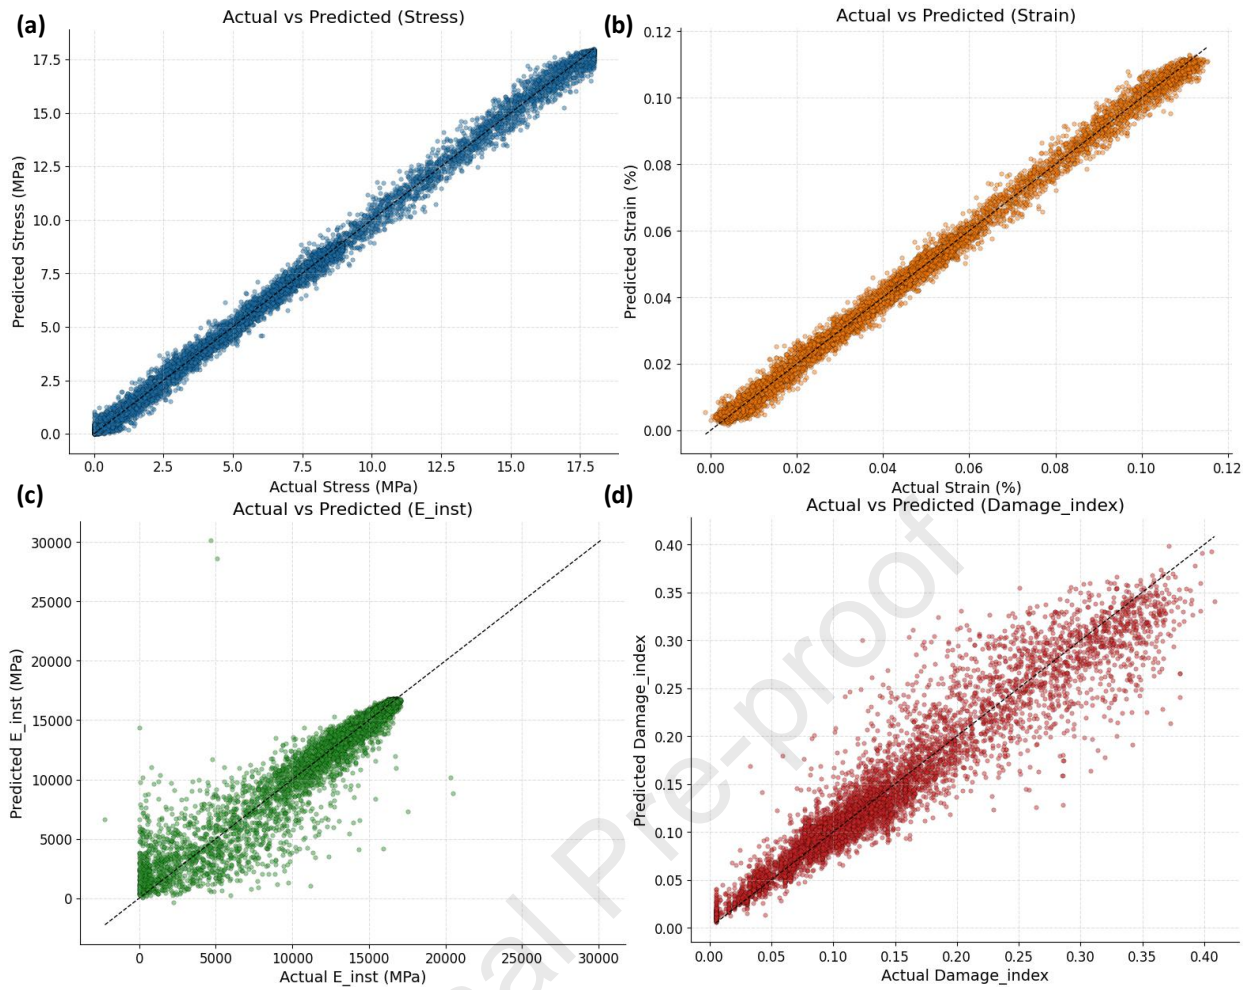 (a)
Actual vs Predicted (Stress)
Predicted Stress (MPa)
17.5
15.0
12.5
10.0
7.5
5.0
2.5
0.0
0.0 2.5 5.0 7.5 10.0 12.5 15.0 17.5
Actual Stress (MPa)
(b)
Actual vs Predicted (Strain)
Predicted Strain (%)
0.12
0.10
0.08
0.06
0.04
0.02
0.00
0.00 0.02 0.04 0.06 0.08 0.10 0.12
Actual Strain (%)
(c)
Actual vs Predicted (E_inst)
Predicted E_inst (MPa)
30000
25000
20000
15000
10000
5000
0
0 5000 10000 15000 20000 25000 30000
Actual E_inst (MPa)
(d)
Actual vs Predicted (Damage_index)
Predicted Damage_index
0.40
0.35
0.30
0.25
0.20
0.15
0.10
0.05
0.00
0.00 0.05 0.10 0.15 0.20 0.25 0.30 0.35 0.40
Actual Damage_index
Pre-proof